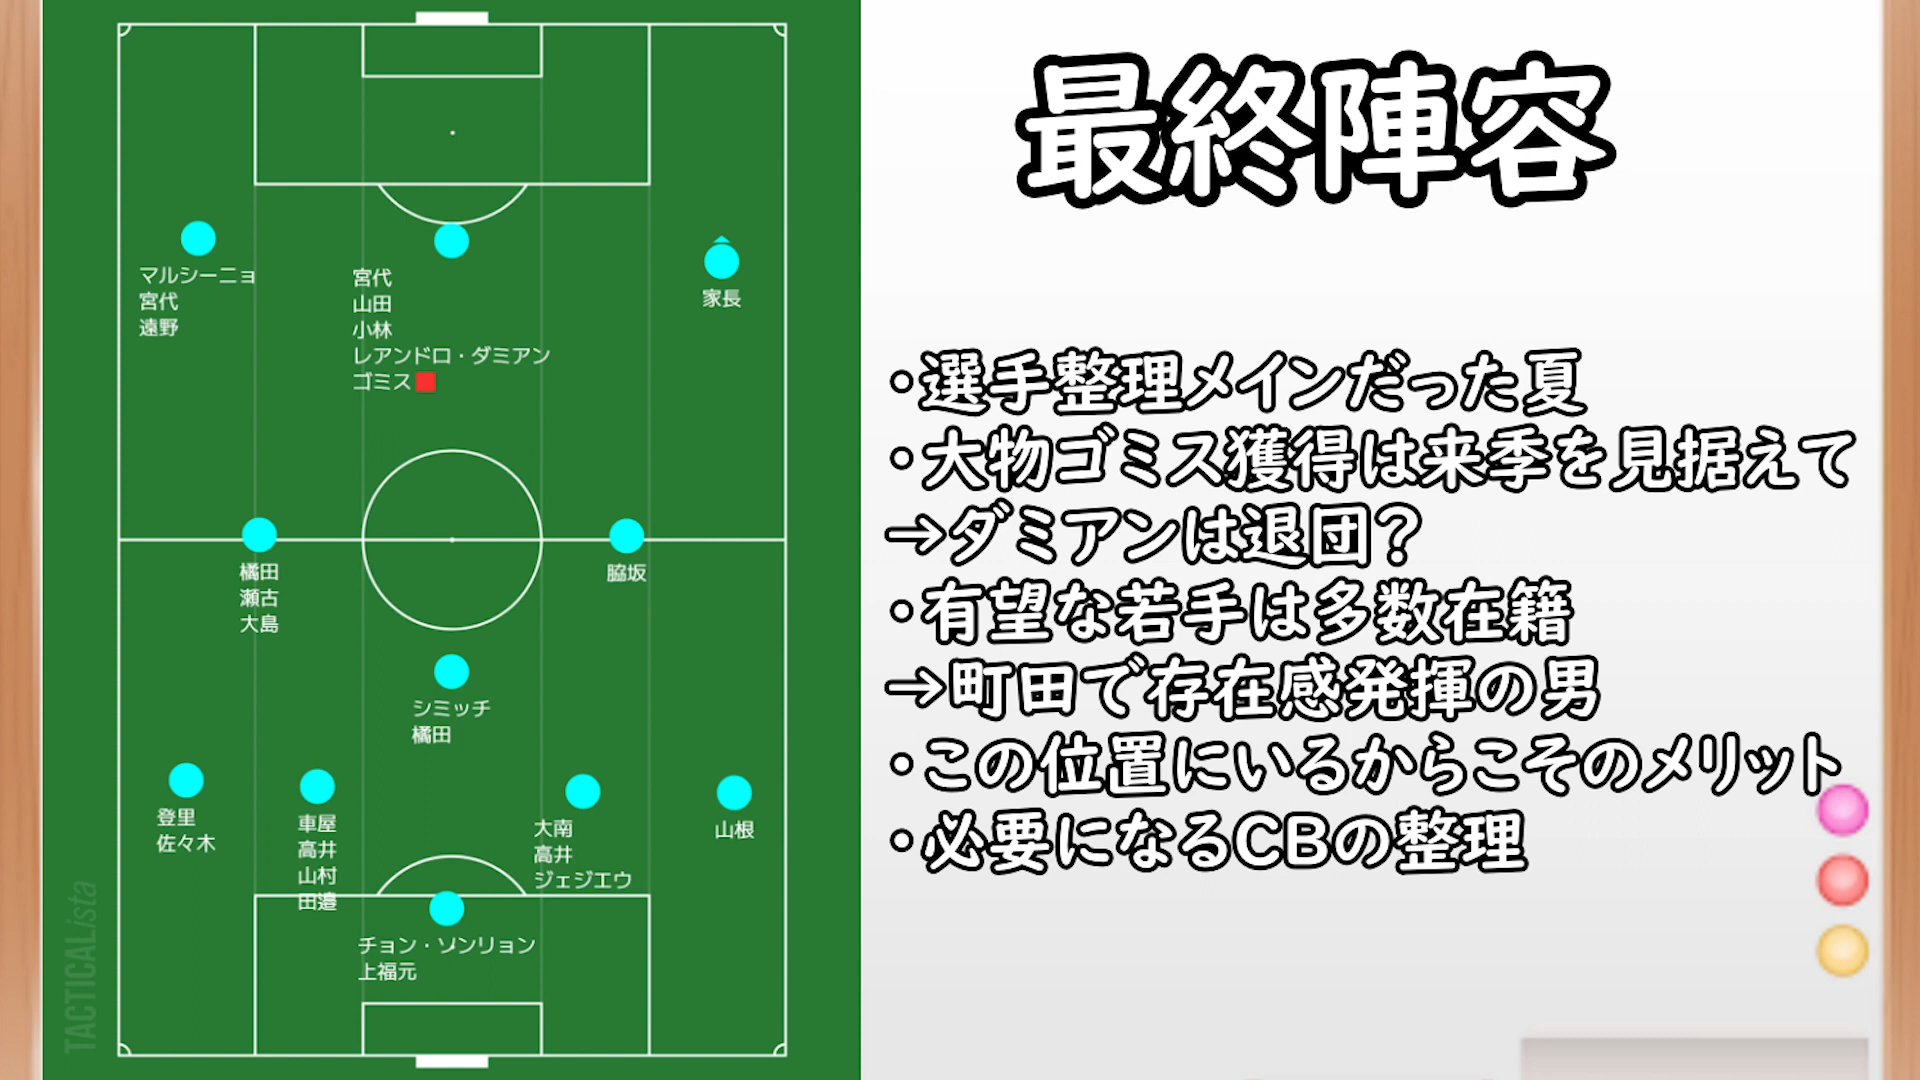 最終陣容
マルシーニョ
宮代
遠野
宮代
山田
小林
レアンドロ・ダミアン
ゴミス
家長
橘田
瀬古
大島
脇坂
シミッチ
橘田
登里
佐々木
車屋
高井
山村
田邉
大南
高井
ジェジエウ
山根
チョン・ソンリョン
上福元
TACTICALista
・選手整理メインだった夏
・大物ゴミス獲得は来季を見据えて
→ダミアンは退団？
・有望な若手は多数在籍
→町田で存在感発揮の男
・この位置にいるからこそのメリット
・必要になるCBの整理